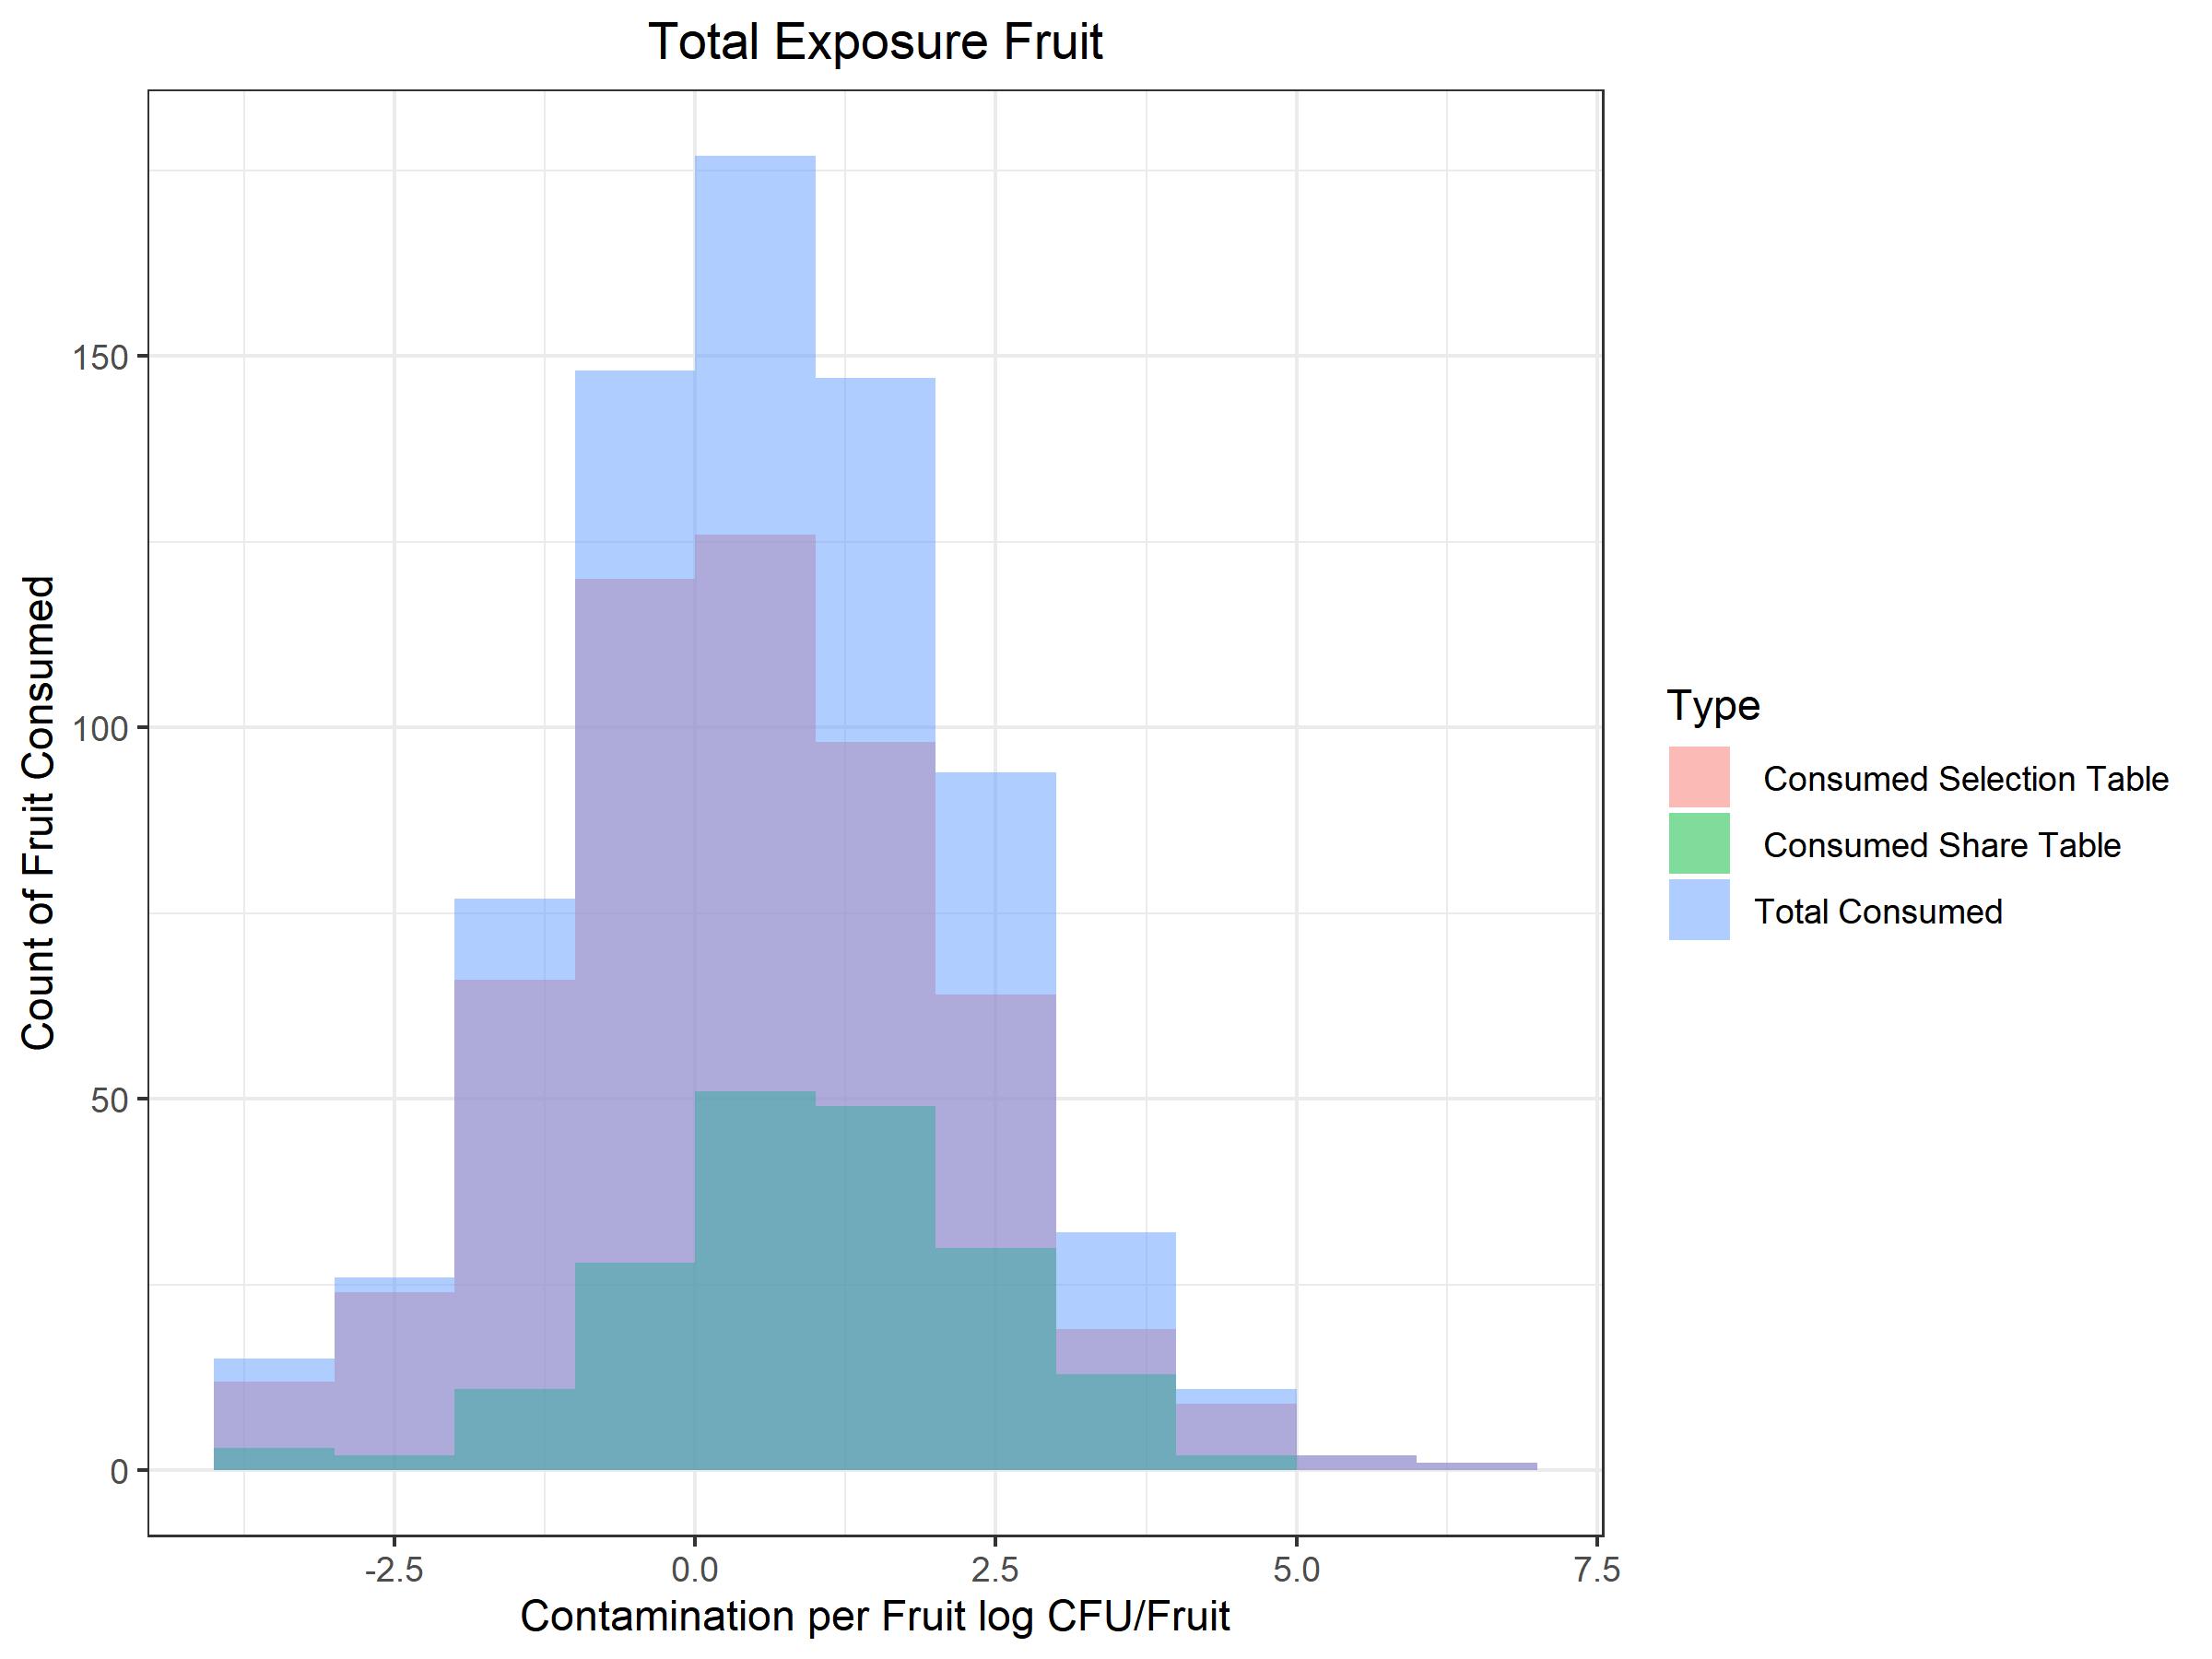 Total Exposure Fruit
Count of Fruit Consumed
150
100
50
0
-2.5
0.0
2.5
5.0
7.5
Contamination per Fruit log CFU/Fruit
Type
Consumed Selection Table
Consumed Share Table
Total Consumed